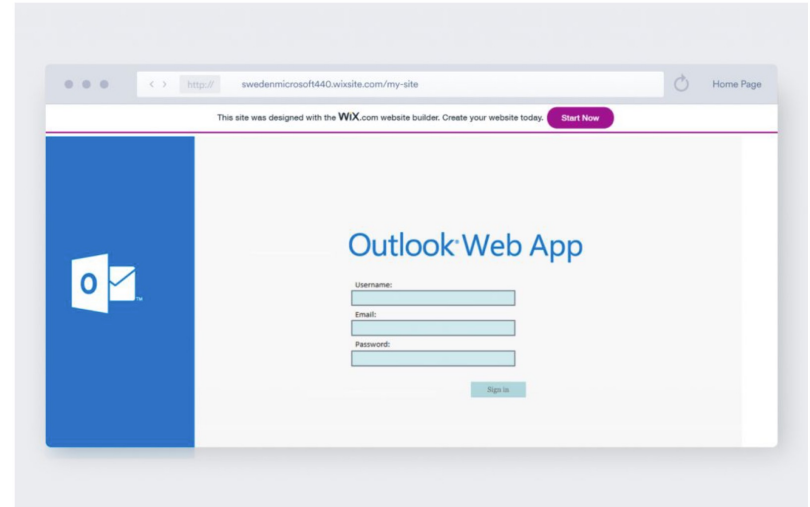 http:// swedenmicrosoft440.wixsite.com/my-site Home Page
This site was designed with the WiX.com website builder. Create your website today. Start Now
Outlook Web App
O
TM
Username:
Email:
Password:
Sign in